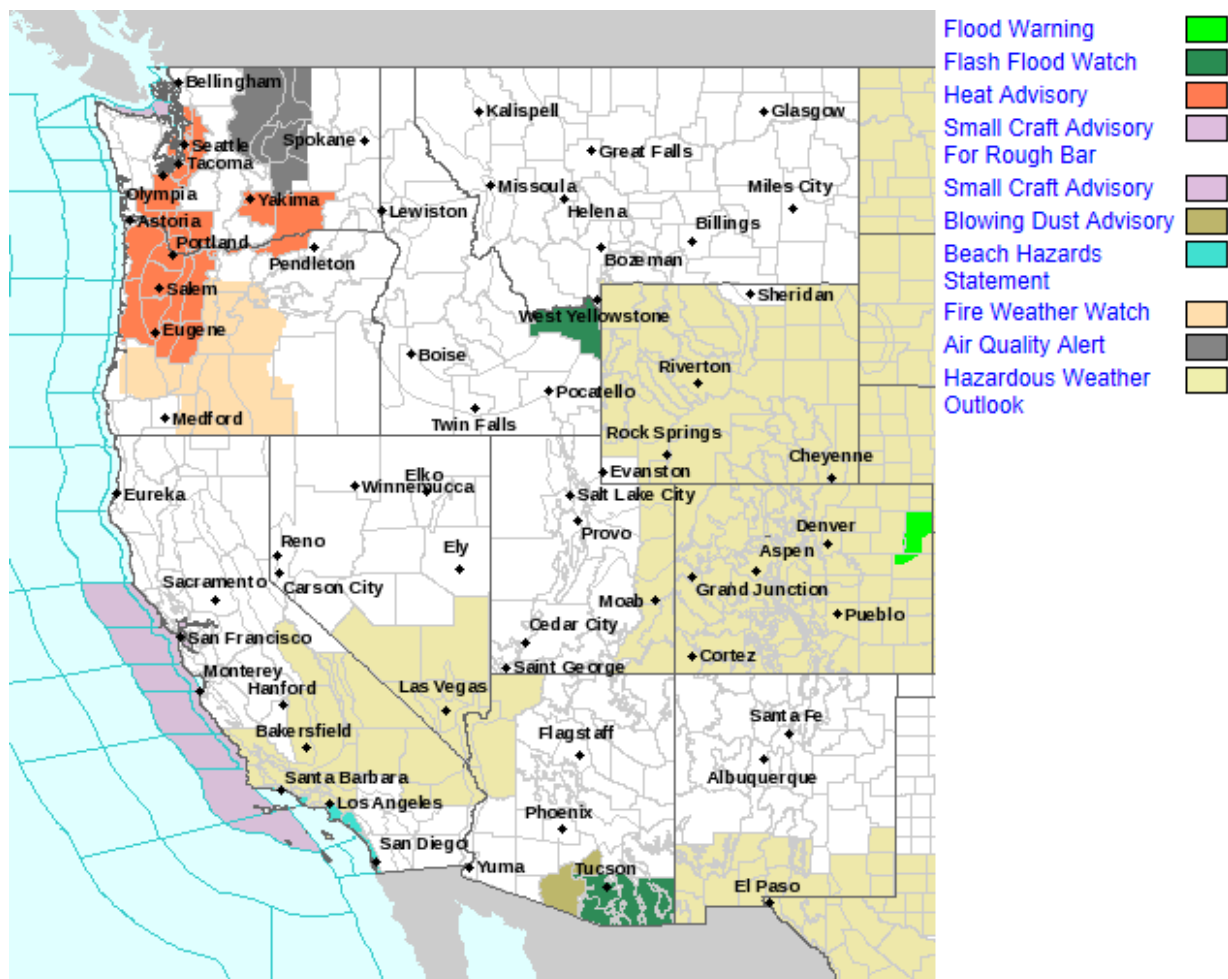 Bellingham
Kalispell
Glasgow
Spokane
Seattle
Great Falls
Tacoma
Missoula
Miles City
Olympia
Yakima
Helena
Lewiston
Astoria
Billings
Portland
Bozeman
Pendleton
Salem
Sheridan
West Yellowstone
Eugene
Boise
Riverton
Pocatello
Medford
Twin Falls
Rock Springs
Cheyenne
Evanston
Elko
Winnemucca
Eureka
Salt Lake City
Provo
Denver
Reno
Ely
Aspen
Sacramento
Carson City
Grand Junction
Moab
Pueblo
Cedar City
San Francisco
Cortez
Saint George
Monterey
Hanford
Las Vegas
Santa Fe
Bakersfield
Flagstaff
Albuquerque
Santa Barbara
Los Angeles
Phoenix
San Diego
Yuma
Tucson
El Paso
Flood Warning
Flash Flood Watch
Heat Advisory
Small Craft Advisory
For Rough Bar
Small Craft Advisory
Blowing Dust Advisory
Beach Hazards
Statement
Fire Weather Watch
Air Quality Alert
Hazardous Weather
Outlook